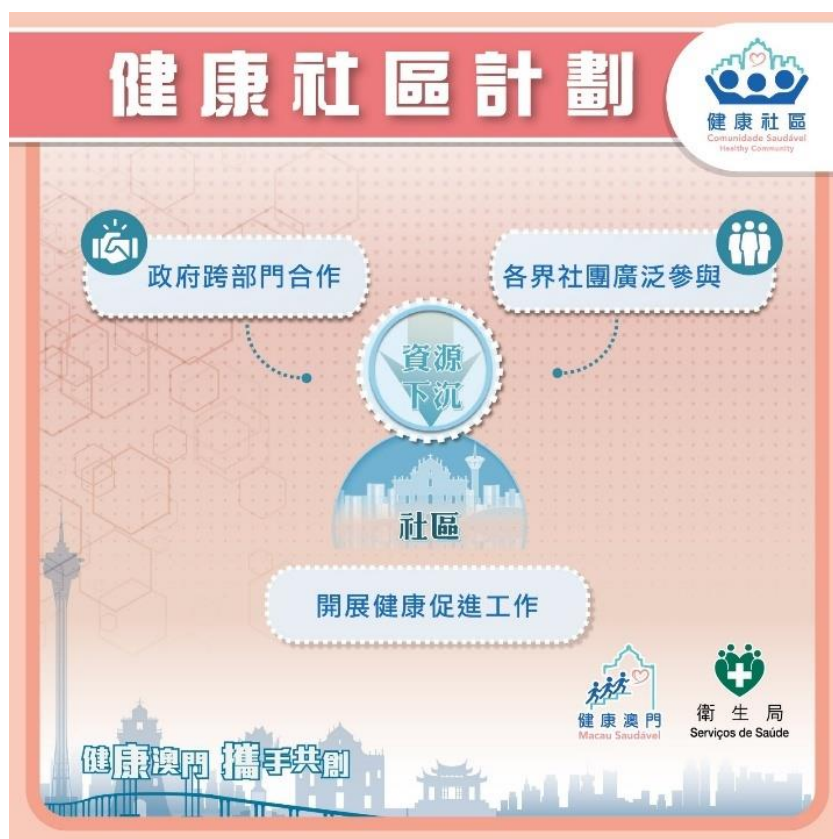 健康社區計劃
健康社區
Comunidade Saudável
Healthy Community
政府跨部門合作
各界社團廣泛參與
資源
下沉
社區
開展健康促進工作
健康澳門
Macau Saudável
衛生局
Serviços de Saúde
健康澳門 攜手共創